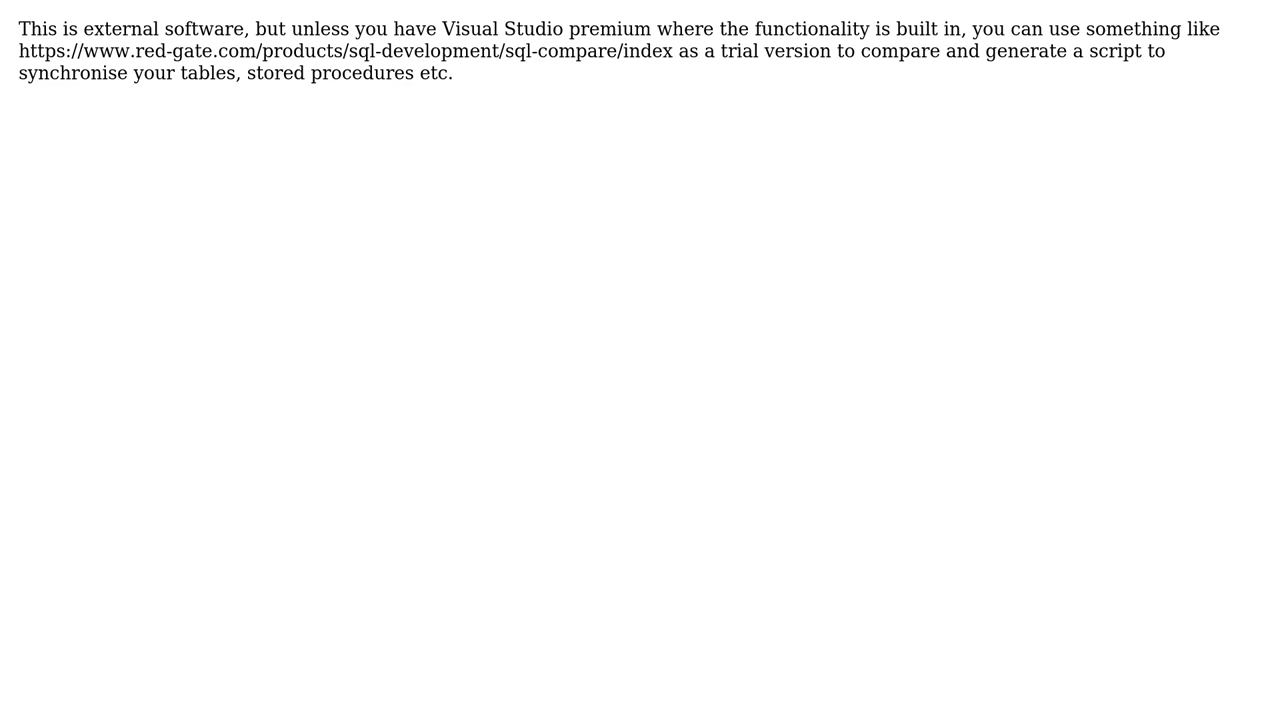 This is external software, but unless you have Visual Studio premium where the functionality is built in, you can use something like
https://www.red-gate.com/products/sql-development/sql-compare/index as a trial version to compare and generate a script to
synchronise your tables, stored procedures etc.